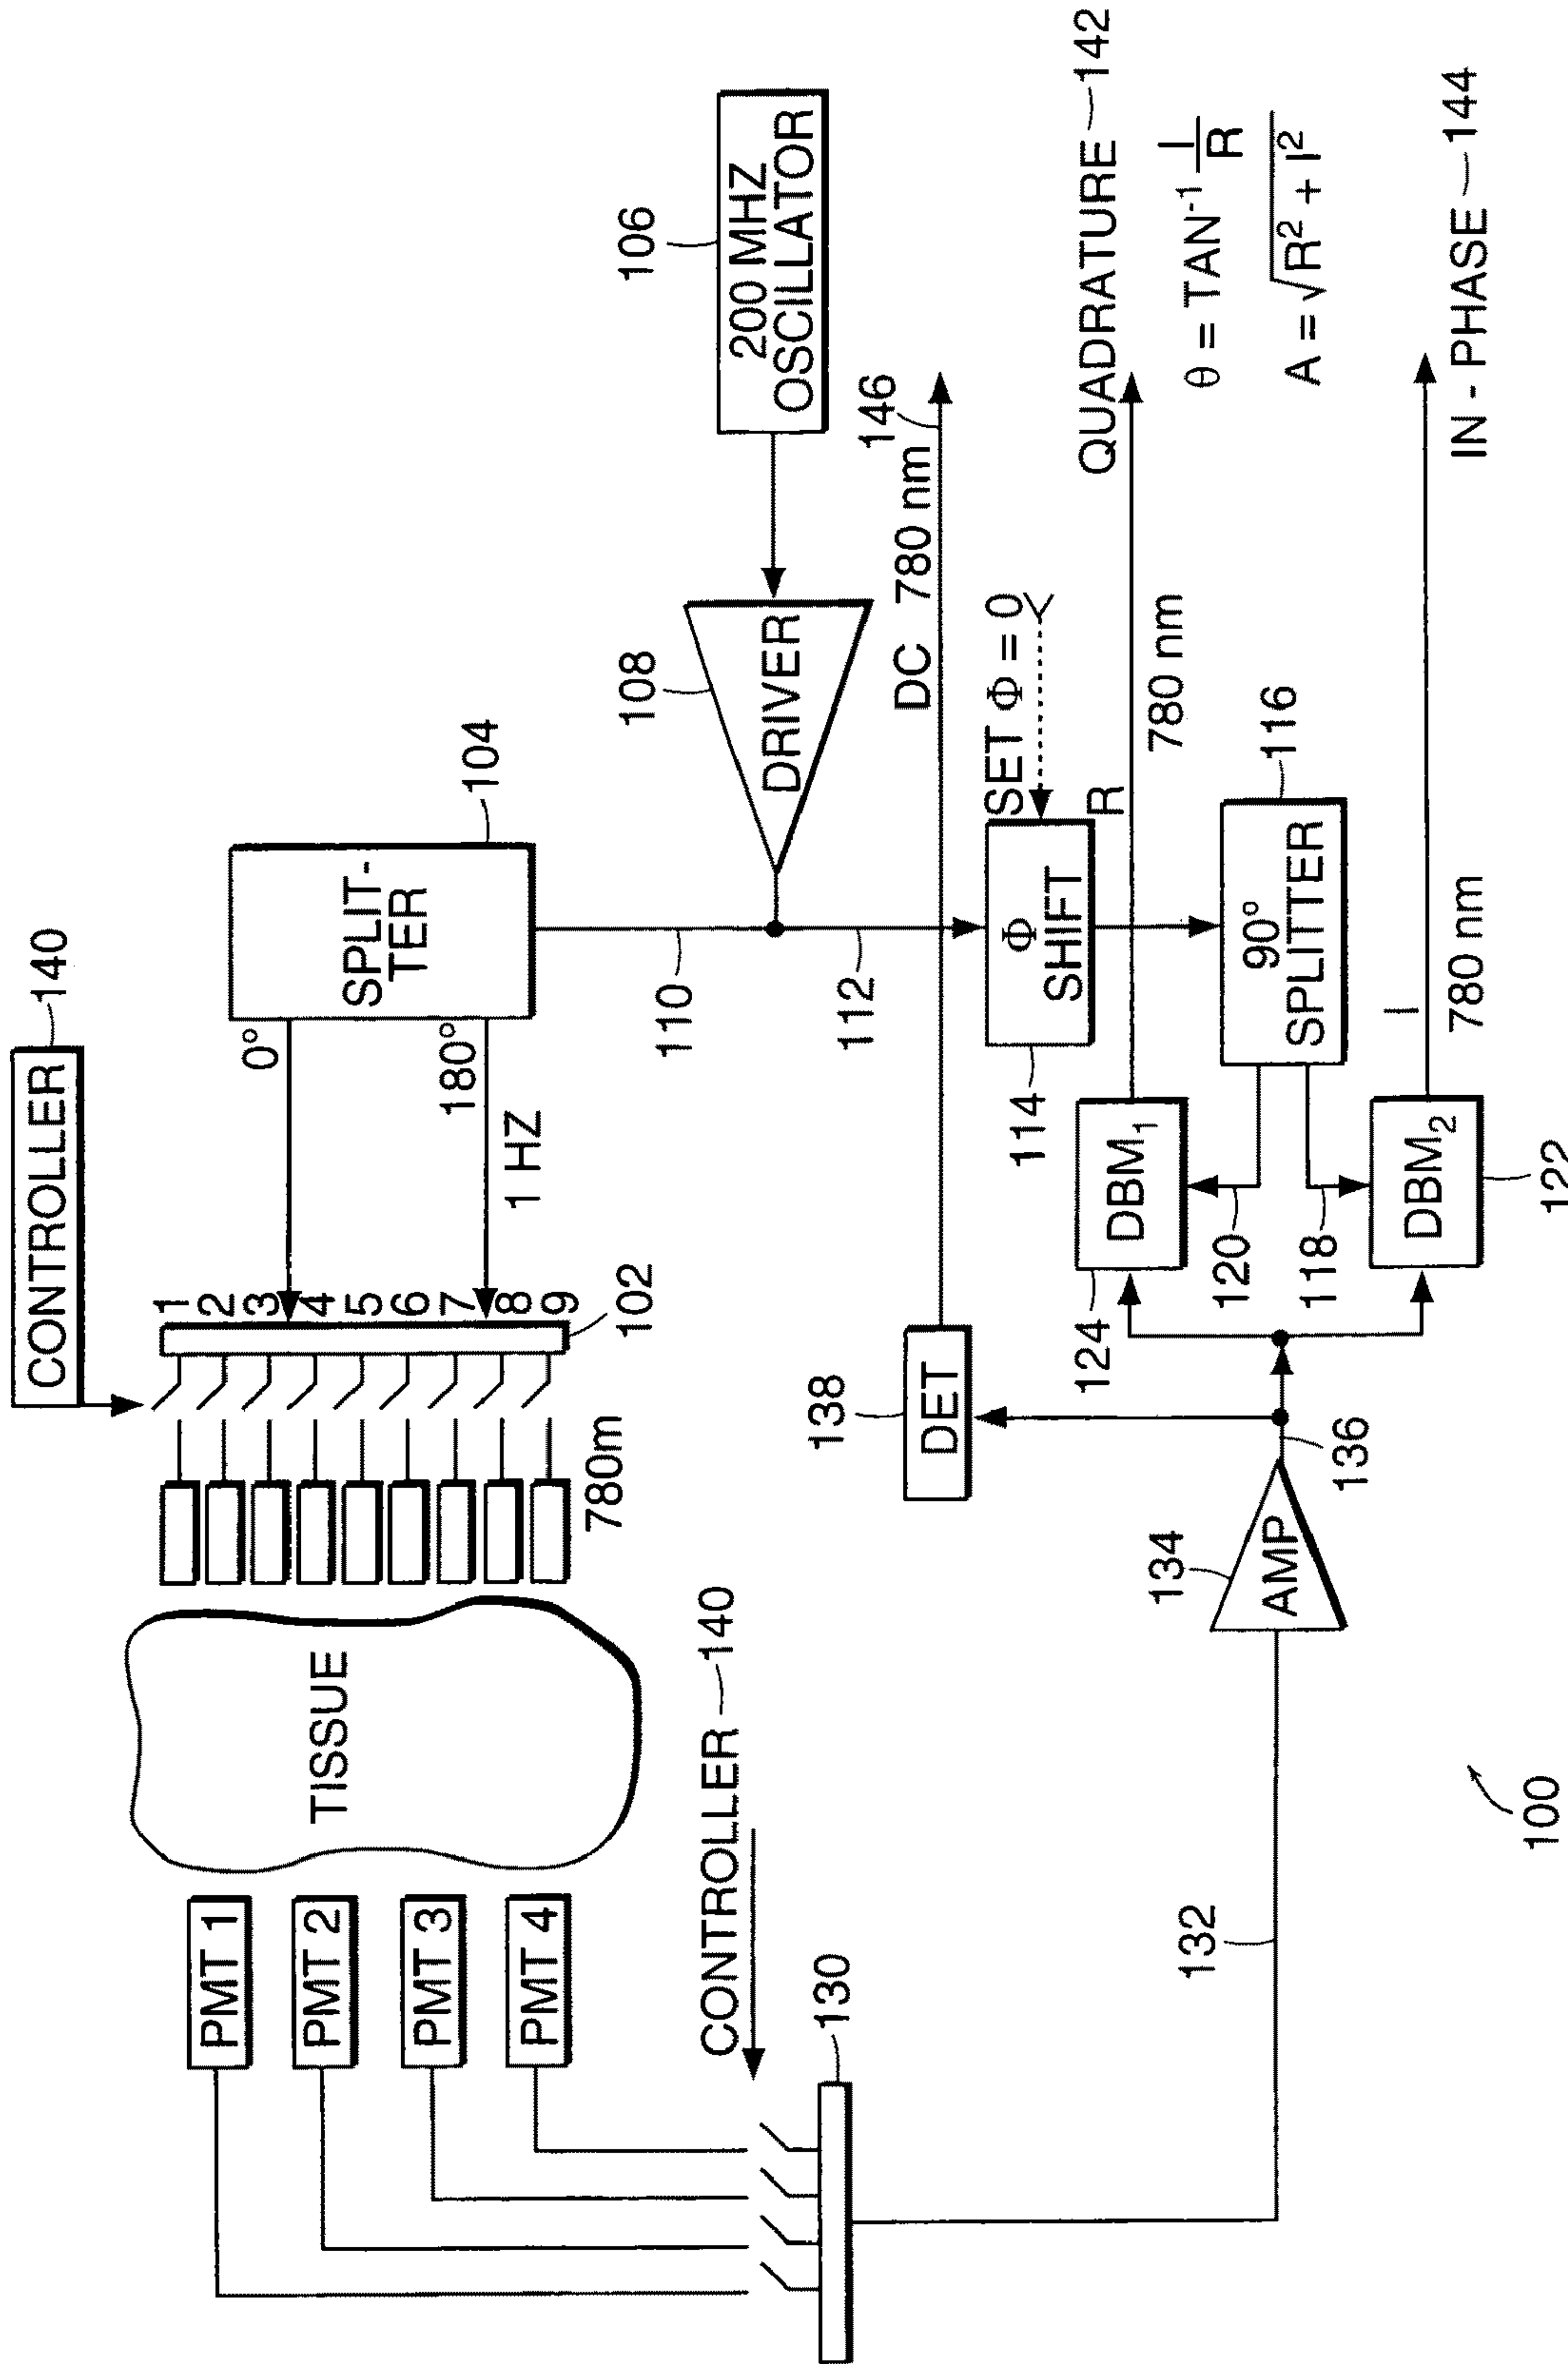 CONTROLLER
140
TISSUE
PMT 1
PMT 2
PMT 3
PMT 4
1
2
3
4
5
6
7
8
9
102
780m
0°
180°
1 HZ
SPLIT-
TER
104
110
112
108
DRIVER
106
200 MHZ
OSCILLATOR
CONTROLLER 140
130
132
134
AMP
136
138
DET
DC 780 nm
146
SET Φ = 0
Φ
SHIFT
114
R
780 nm
QUADRATURE 142
θ = TAN-1 I/R
A = √R2 + I2
90°
SPLITTER
116
124
DBM1
120
118
DBM2
122
I
780 nm
IN - PHASE 144
100